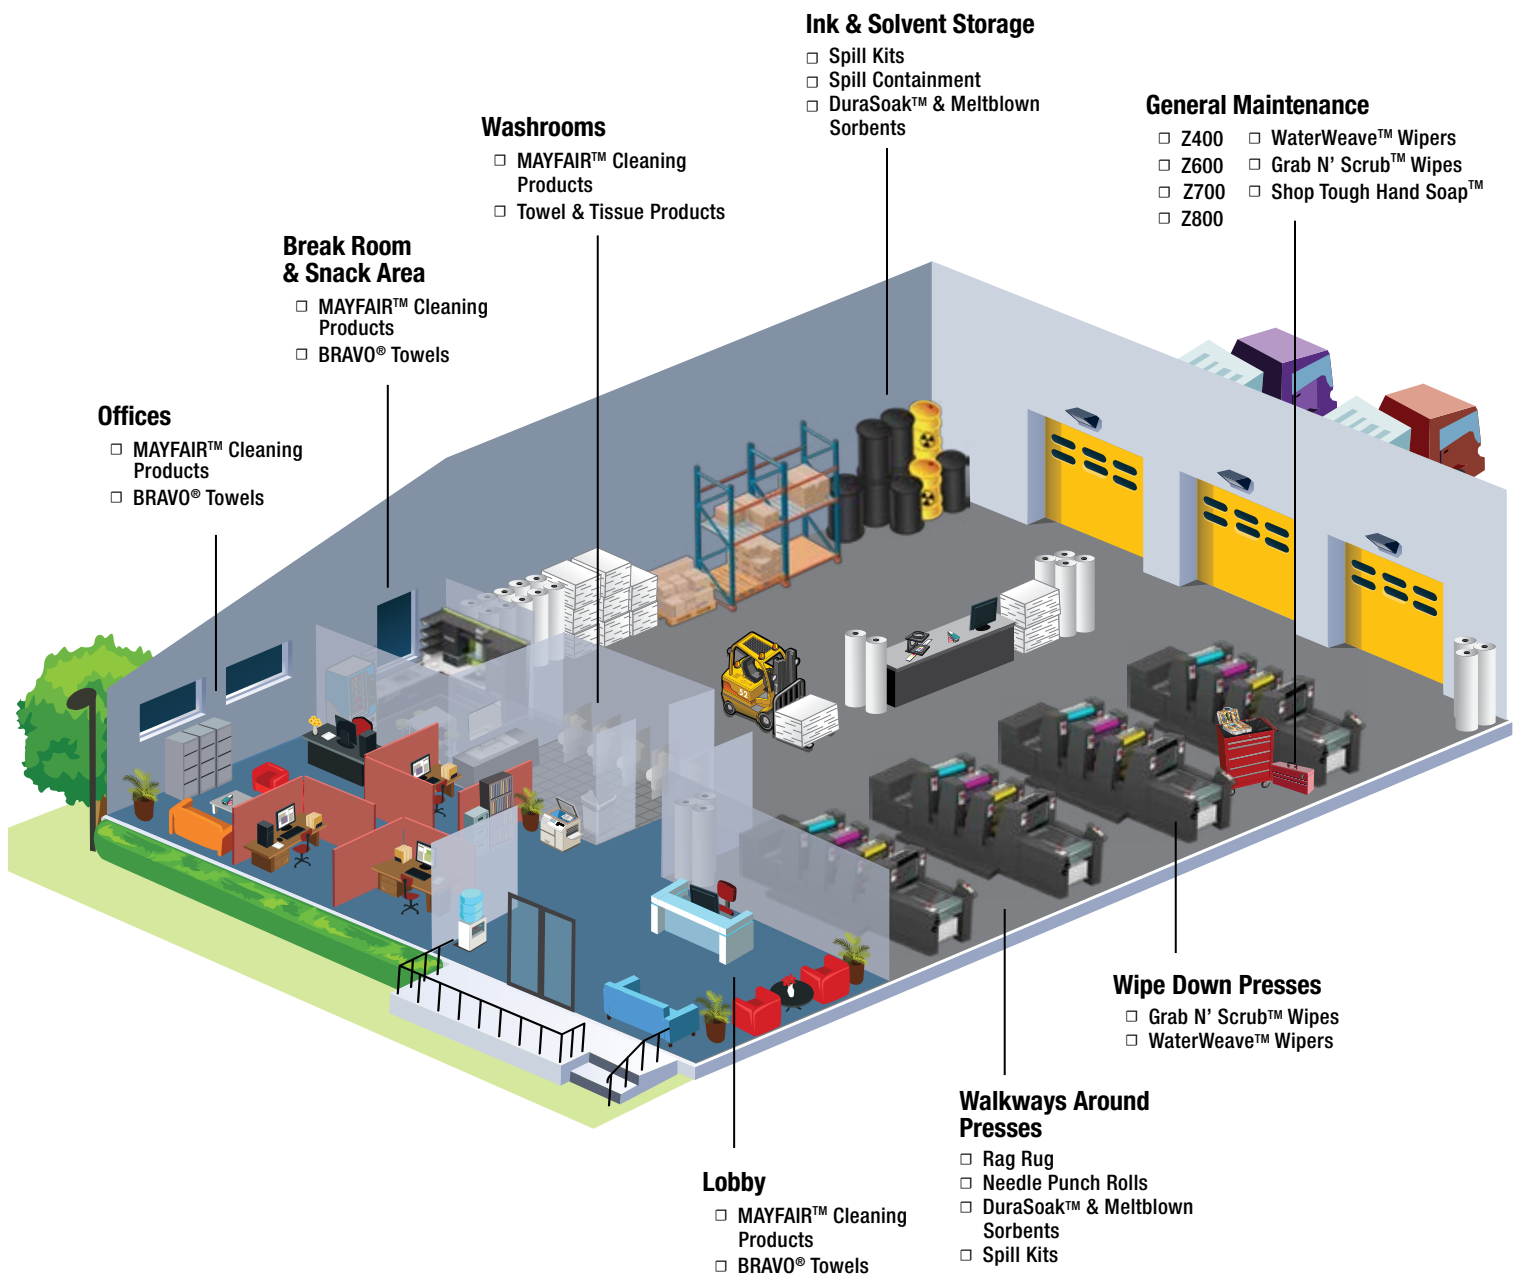 Ink & Solvent Storage
❒ Spill Kits
❒ Spill Containment
❒ DuraSoak™ & Meltblown
Sorbents
General Maintenance
❒ Z400 ❒ WaterWeave™ Wipers
❒ Z600 ❒ Grab N’ Scrub™ Wipes
❒ Z700 ❒ Shop Tough Hand Soap™
❒ Z800
Washrooms
❒ MAYFAIR™ Cleaning
Products
❒ Towel & Tissue Products
Break Room
& Snack Area
❒ MAYFAIR™ Cleaning
Products
❒ BRAVO® Towels
Offices
❒ MAYFAIR™ Cleaning
Products
❒ BRAVO® Towels
52
Wipe Down Presses
❒ Grab N’ Scrub™ Wipes
❒ WaterWeave™ Wipers
Walkways Around
Presses
❒ Rag Rug
❒ Needle Punch Rolls
❒ DuraSoak™ & Meltblown
Sorbents
❒ Spill Kits
Lobby
❒ MAYFAIR™ Cleaning
Products
❒ BRAVO® Towels